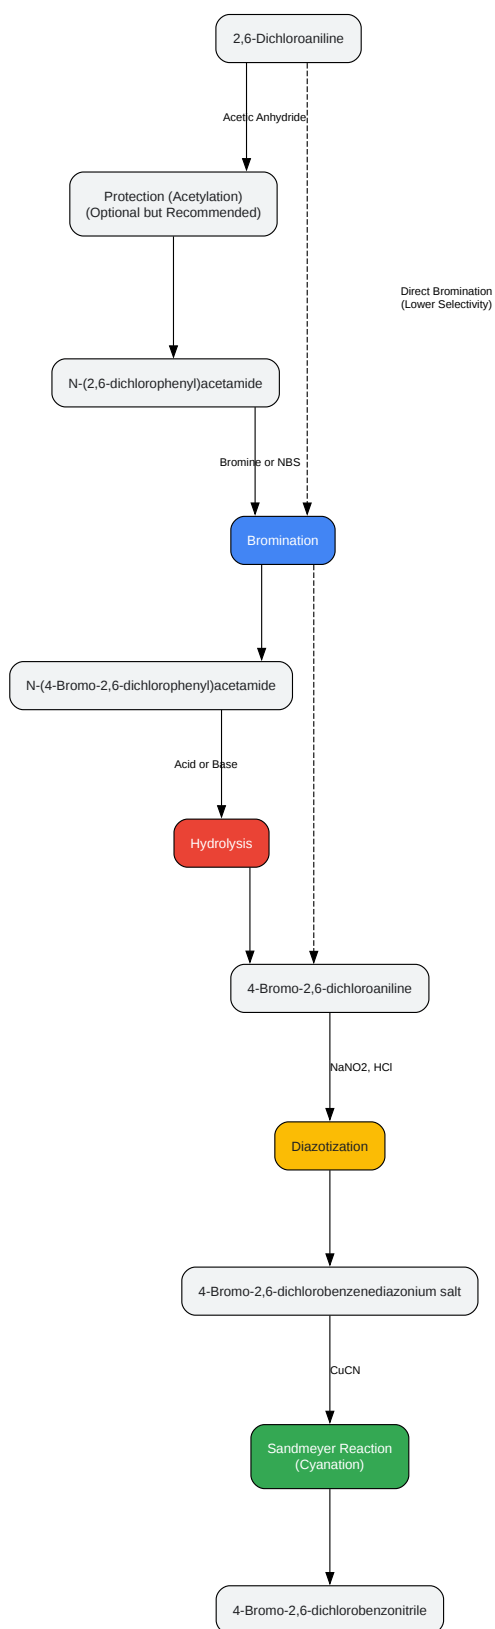 2,6-Dichloroaniline
Acetic Anhydride
Protection (Acetylation)
(Optional but Recommended)
Direct Bromination
(Lower Selectivity)
N-(2,6-dichlorophenyl)acetamide
Bromine or NBS
Bromination
N-(4-Bromo-2,6-dichlorophenyl)acetamide
Acid or Base
Hydrolysis
4-Bromo-2,6-dichloroaniline
NaNO2, HCl
Diazotization
4-Bromo-2,6-dichlorobenzenediazonium salt
CuCN
Sandmeyer Reaction
(Cyanation)
4-Bromo-2,6-dichlorobenzonitrile